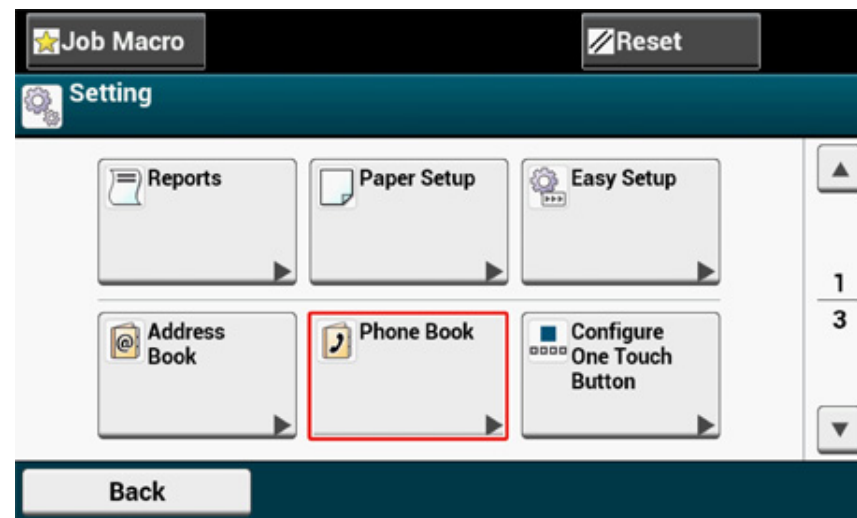 Job Macro
Reset
Setting
Reports
Paper Setup
Easy Setup
1
3
Address
Book
Phone Book
Configure
One Touch
Button
Back